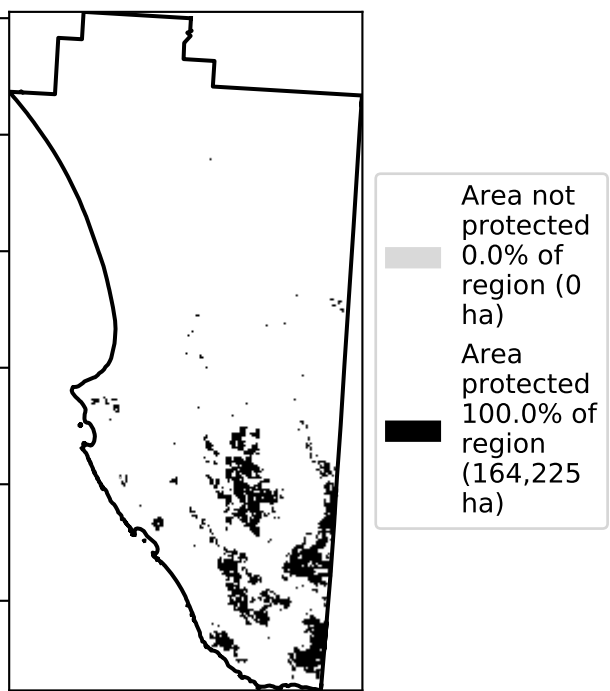 Area not
protected
0.0% of
region (0
ha)
Area
protected
100.0% of
region
(164,225
ha)